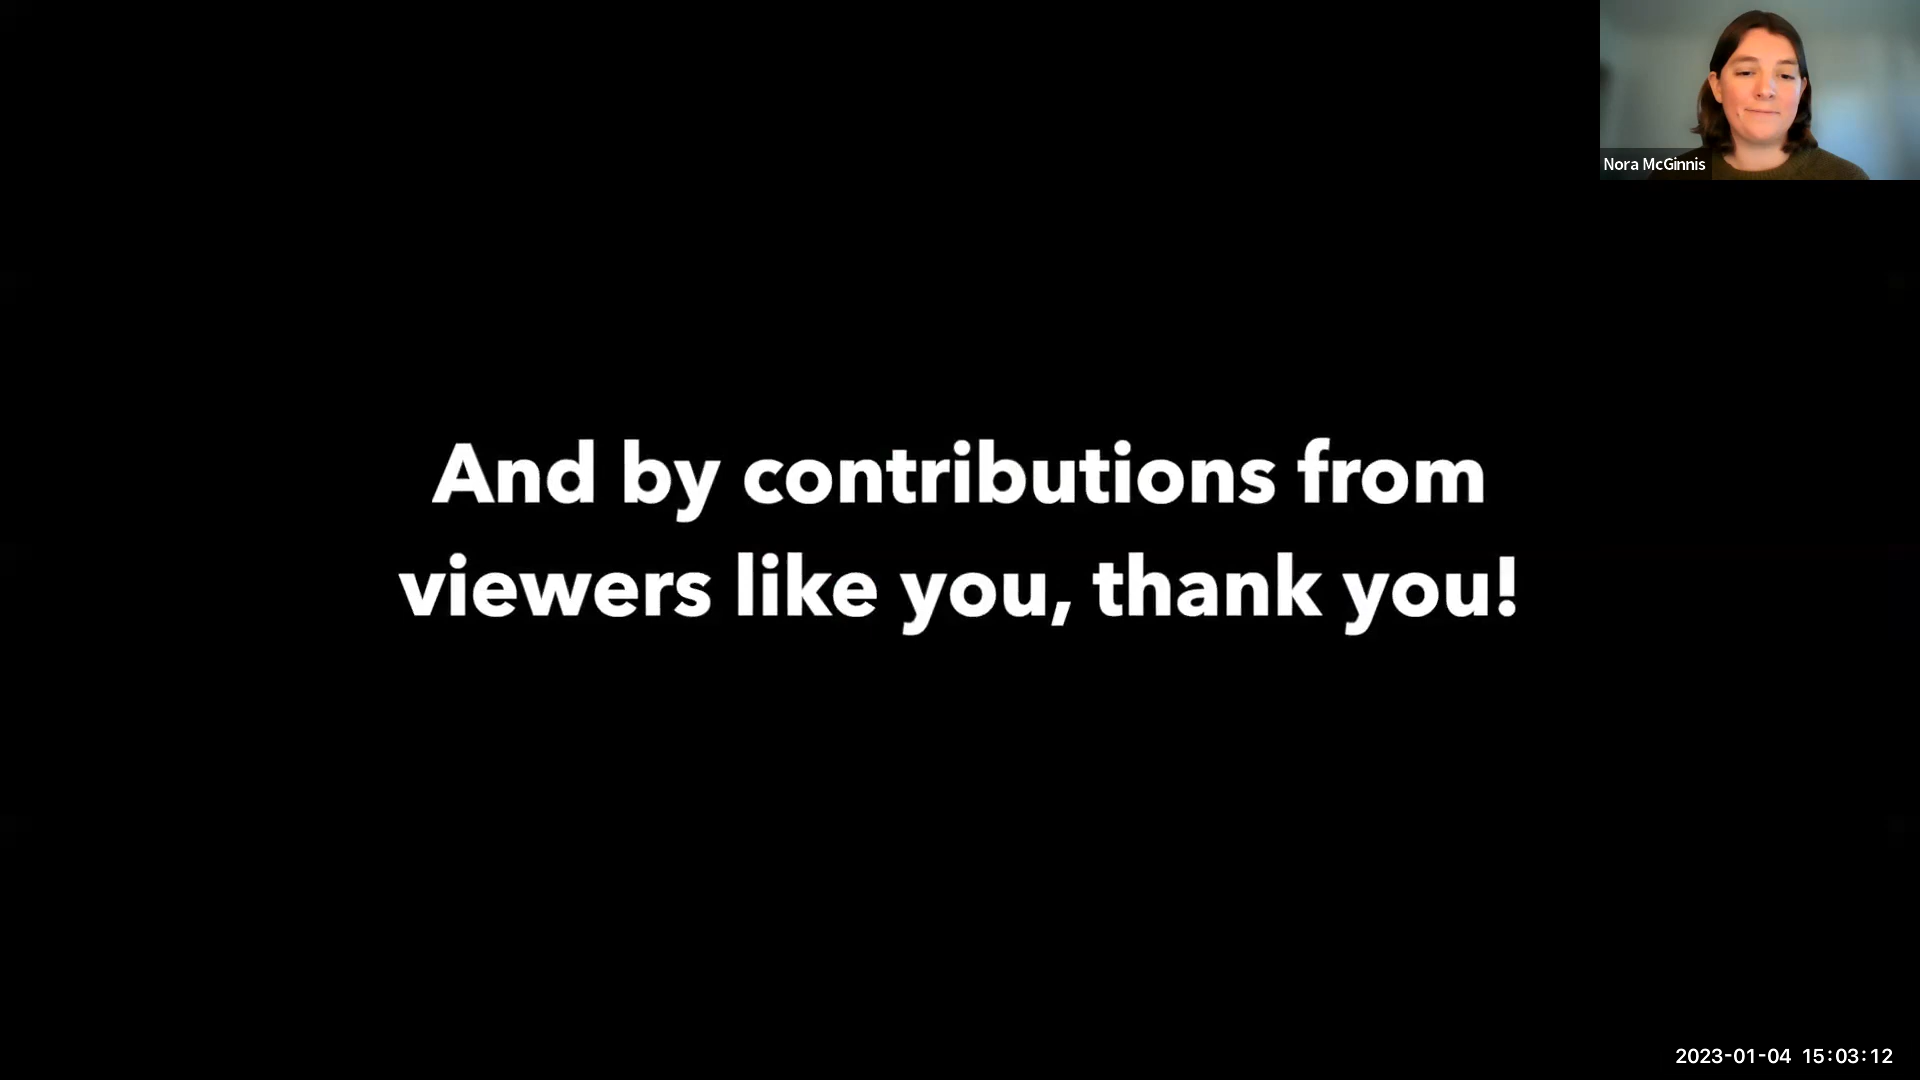 Nora McGinnis
And by contributions from
viewers like you, thank you!
2023-01-04 15:03:12